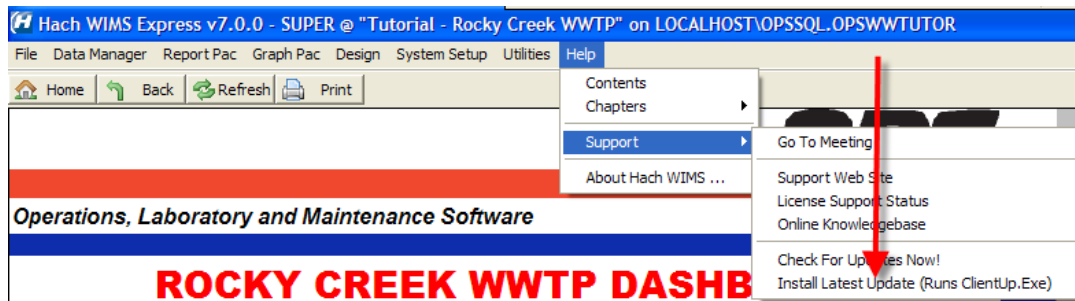 Hach WIMS Express v7.0.0 - SUPER @ "Tutorial - Rocky Creek WWTP" on LOCALHOST\OPSSQL.OPSWWTUTOR
File Data Manager Report Pac Graph Pac Design System Setup Utilities Help
Home Back Refresh Print
Contents
Chapters
Support
About Hach WIMS ...
Go To Meeting
Support Web Site
License Support Status
Online Knowledgebase
Check For Updates Now!
Install Latest Update (Runs ClientUp.Exe)
Operations, Laboratory and Maintenance Software
ROCKY CREEK WWTP DASHB